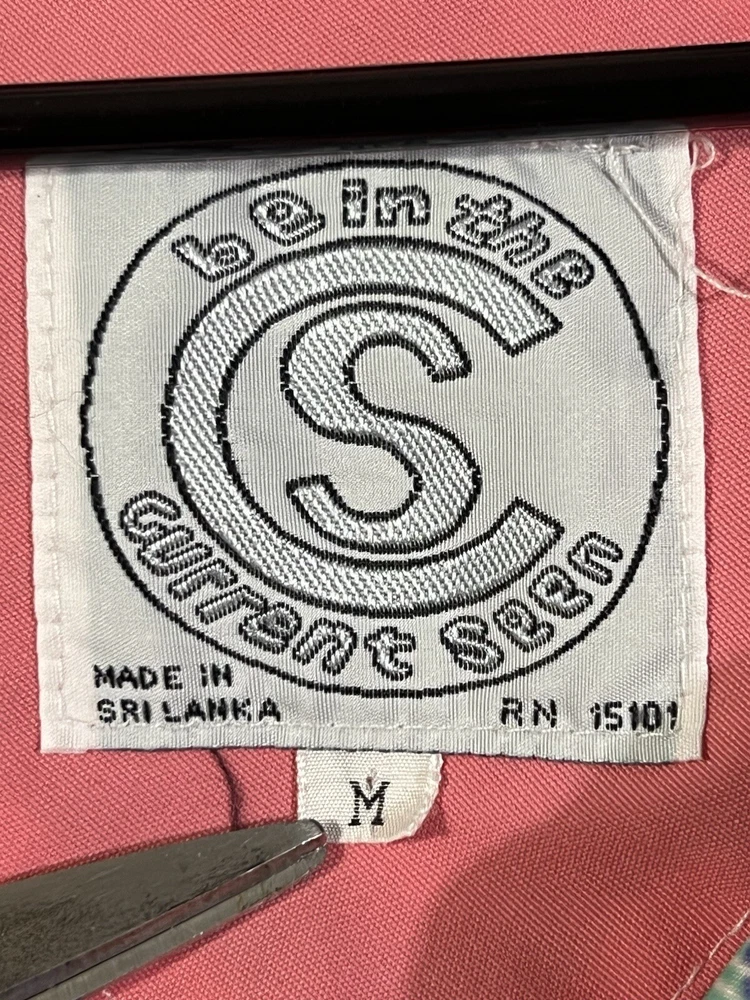 be in the
CS
current seen
MADE IN
SRI LANKA
RN 15101
M